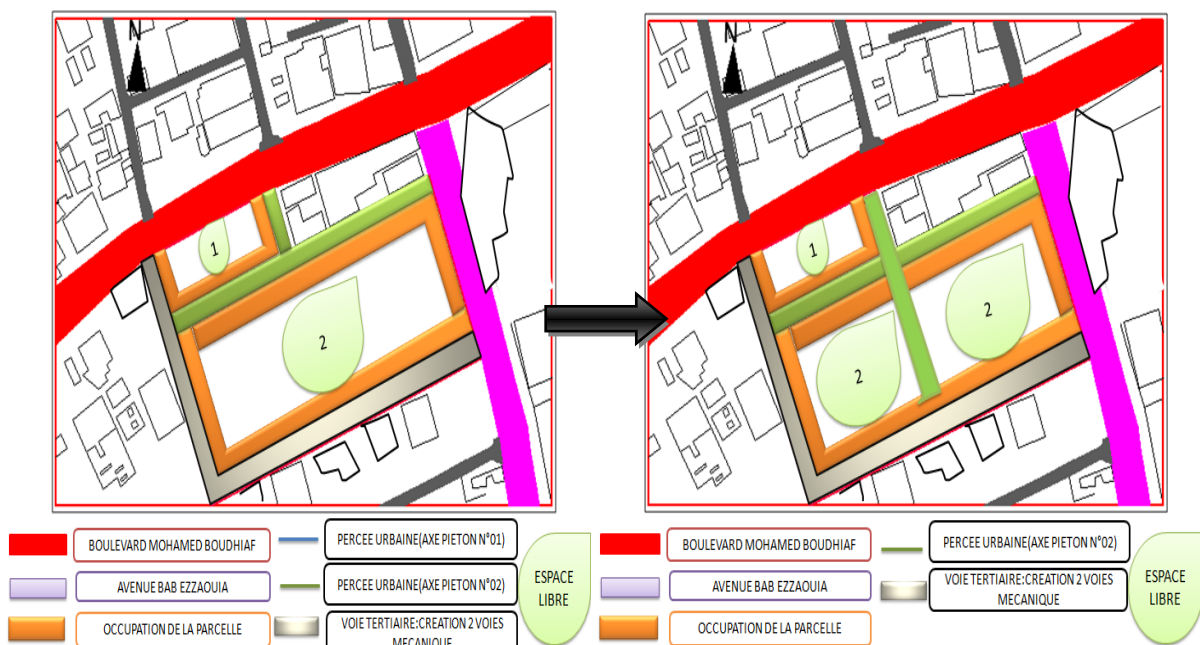 N
1
2
N
1
2
2
BOULEVARD MOHAMED BOUDHIAF
AVENUE BAB EZZAOUIA
OCCUPATION DE LA PARCELLE
PERCEE URBAINE(AXE PIETON N°01)
PERCEE URBAINE(AXE PIETON N°02)
VOIE TERTIAIRE:CREATION 2 VOIES
MECANIQUE
ESPACE
LIBRE
BOULEVARD MOHAMED BOUDHIAF
AVENUE BAB EZZAOUIA
OCCUPATION DE LA PARCELLE
PERCEE URBAINE(AXE PIETON N°02)
VOIE TERTIAIRE:CREATION 2 VOIES
MECANIQUE
ESPACE
LIBRE